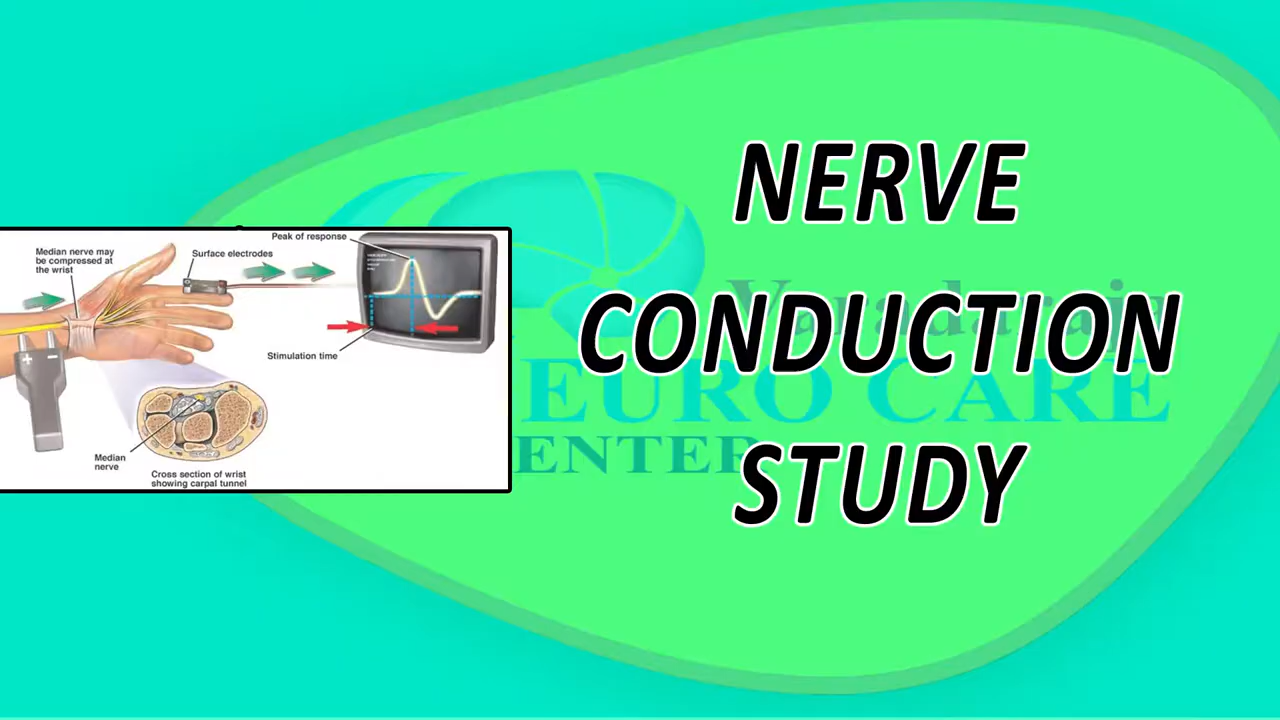 NERVE
CONDUCTION
STUDY
Varadaraja
EURO CARE
ENTER
Peak of response
Median nerve may
be compressed at
the wrist
Surface electrodes
Stimulation time
Median
nerve
Cross section of wrist
showing carpal tunnel
+
-